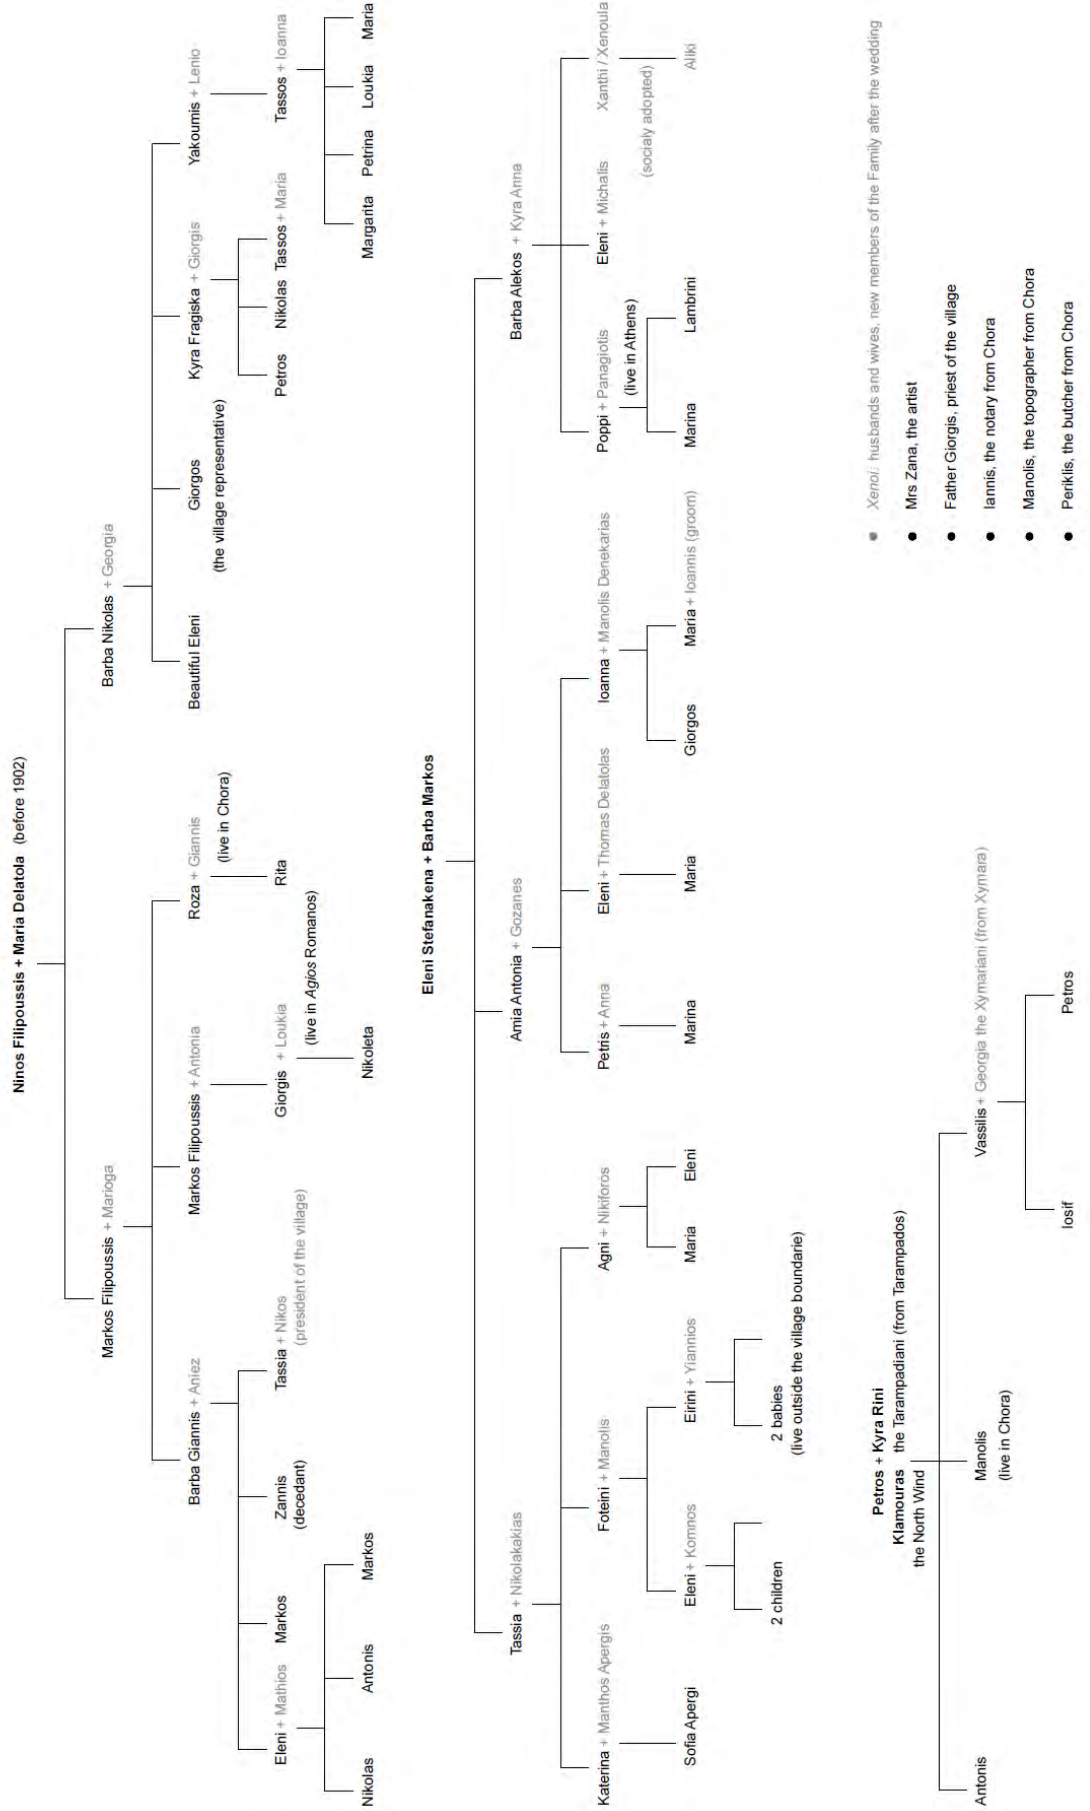 Ninos Filipoussis + Maria Delatola (before 1902)
Markos Filipoussis + Marioga
Barba Nikolas + Georgia
Barba Giannis + Aniez
Markos Filipoussis + Antonia
Roza + Giannis
(live in Chora)
Beautiful Eleni
Giorgos
(the village representative)
Kyra Fragiska + Giorgis
Yakoumis + Lenio
Eleni + Mathios
Markos
Zannis
(decedant)
Tassia + Nikos
(president of the village)
Giorgis + Loukia
(live in Agios Romanos)
Rita
Petros
Nikolas
Tassos + Maria
Tassos + Ioanna
Nikolas
Antonis
Markos
Nikoleta
Margarita
Petrina
Loukia
Maria
Eleni Stefanakena + Barba Markos
Tassia + Nikolakakias
Amia Antonia + Gozanes
Barba Alekos + Kyra Anna
Katerina + Manthos Apergis
Foteini + Manolis
Agni + Nikiforos
Petris + Anna
Eleni + Thomas Delatolas
Ioanna + Manolis Denekarias
Poppi + Panagiotis
(live in Athens)
Eleni + Michalis
Xanthi / Xenoula
(socialy adopted)
Sofia Apergi
Eleni + Komnos
Eirini + Yiannios
Maria
Eleni
Marina
Maria
Giorgos
Maria + Ioannis (groom)
Marina
Lambrini
Aliki
2 children
2 babies
(live outside the village boundarie)
Petros + Kyra Rini
Klamouras the Tarampadiani (from Tarampados)
the North Wind
Antonis
Manolis
(live in Chora)
Vassilis + Georgia the Xymariani (from Xymara)
Iosif
Petros
● Xenoi: husbands and wives, new members of the Family after the wedding
● Mrs Zana, the artist
● Father Giorgis, priest of the village
● Iannis, the notary from Chora
● Manolis, the topographer from Chora
● Periklis, the butcher from Chora